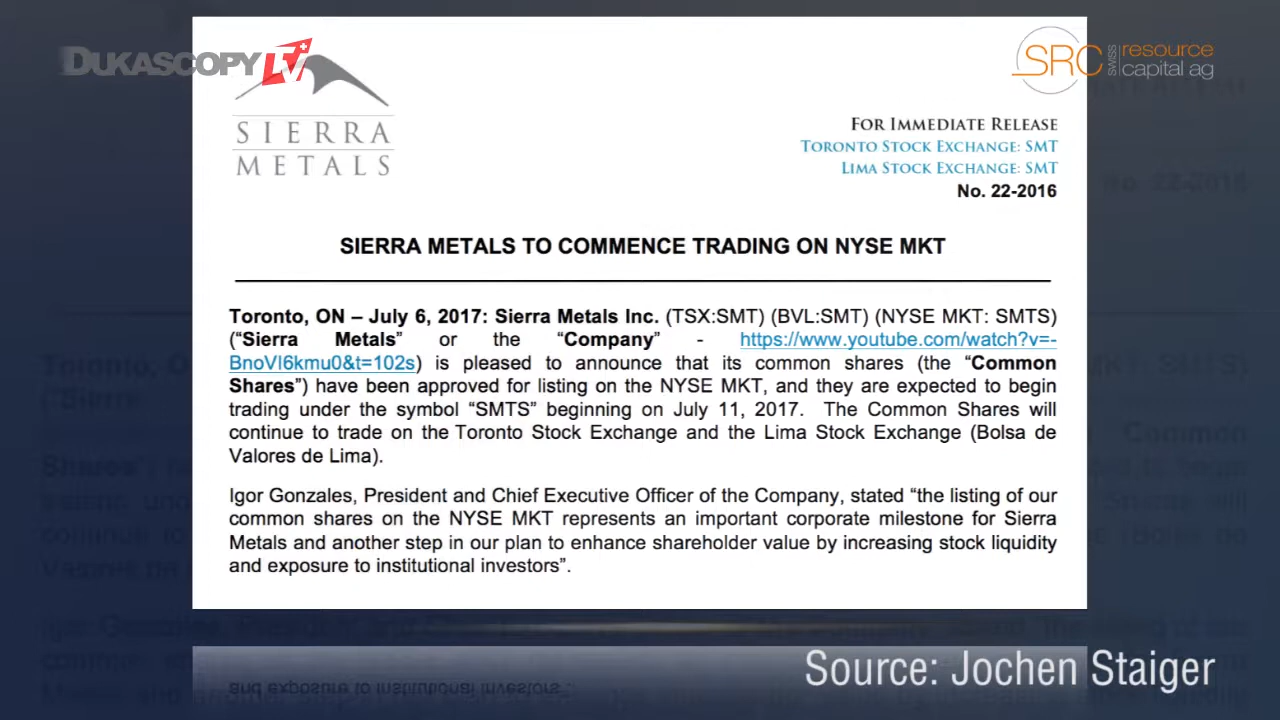 DUKASCOPY TV
SRC swiss resource capital ag
SIERRA
METALS
FOR IMMEDIATE RELEASE
TORONTO STOCK EXCHANGE: SMT
LIMA STOCK EXCHANGE: SMT
No. 22-2016
SIERRA METALS TO COMMENCE TRADING ON NYSE MKT
Toronto, ON – July 6, 2017: Sierra Metals Inc. (TSX:SMT) (BVL:SMT) (NYSE MKT: SMTS)
(“Sierra Metals” or the “Company” - https://www.youtube.com/watch?v=-
BnoVI6kmu0&t=102s) is pleased to announce that its common shares (the “Common
Shares”) have been approved for listing on the NYSE MKT, and they are expected to begin
trading under the symbol “SMTS” beginning on July 11, 2017. The Common Shares will
continue to trade on the Toronto Stock Exchange and the Lima Stock Exchange (Bolsa de
Valores de Lima).
Igor Gonzales, President and Chief Executive Officer of the Company, stated “the listing of our
common shares on the NYSE MKT represents an important corporate milestone for Sierra
Metals and another step in our plan to enhance shareholder value by increasing stock liquidity
and exposure to institutional investors”.
Source: Jochen Staiger